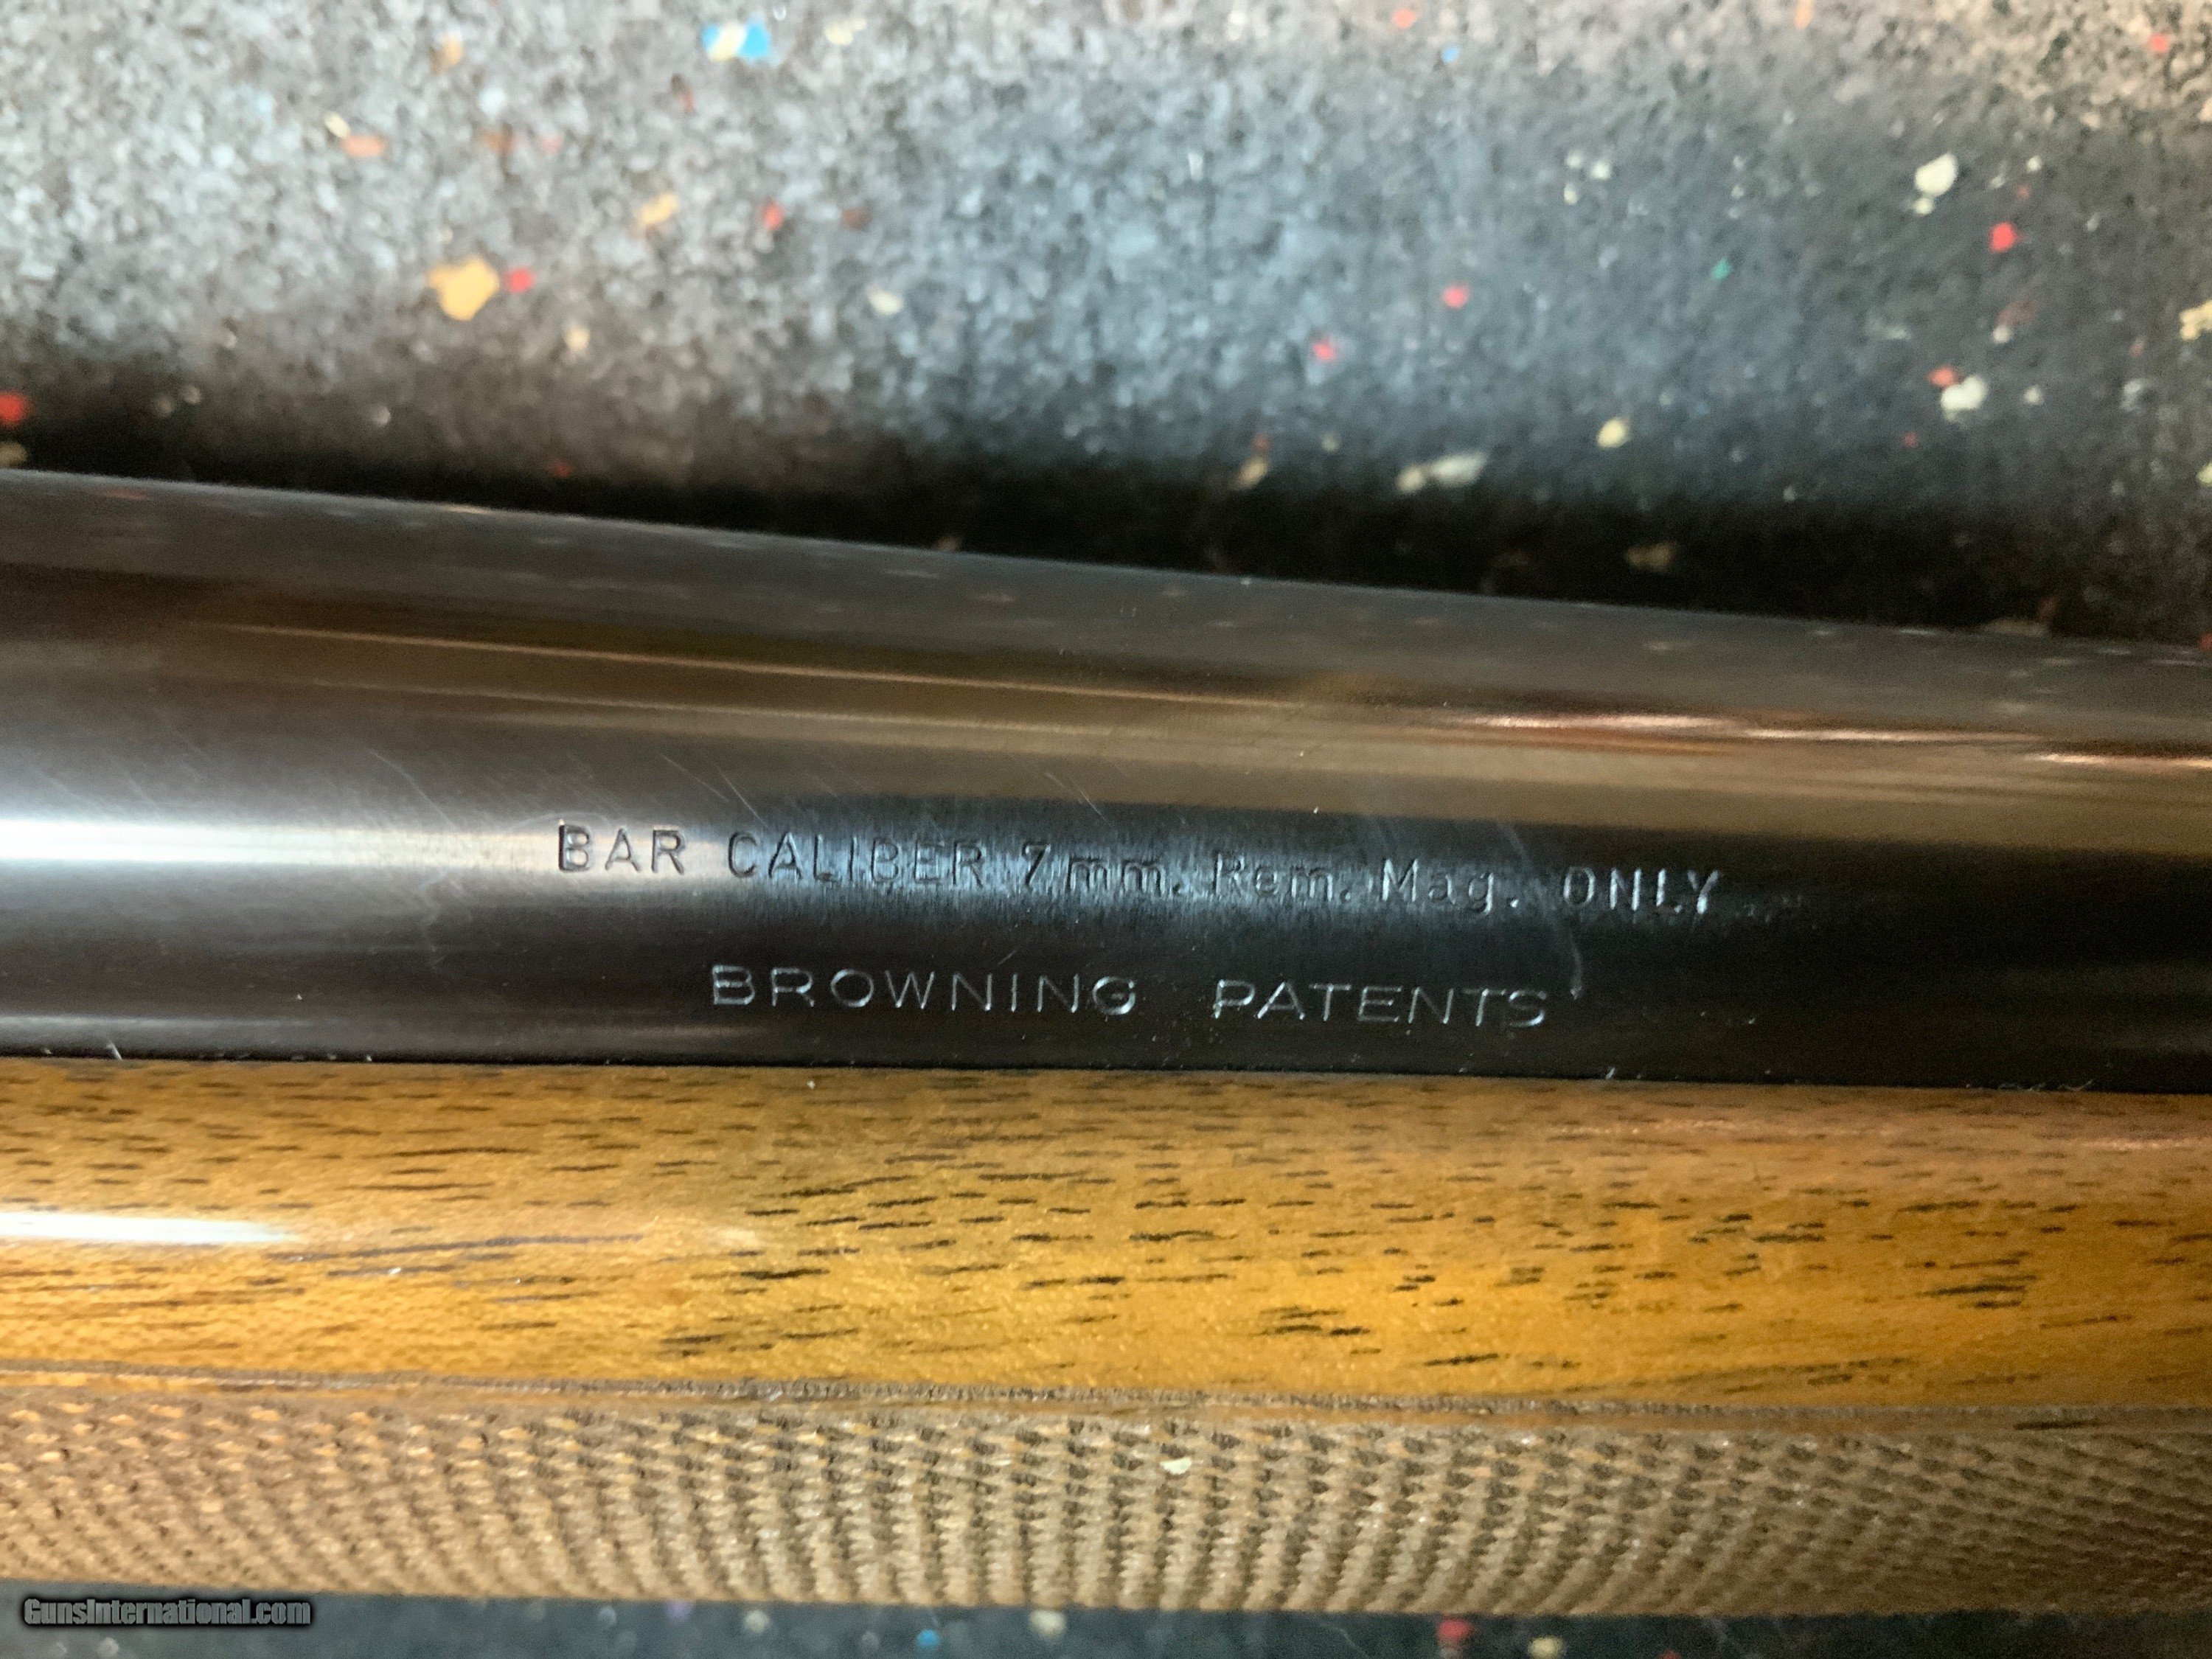 BAR CALIBER 7mm. Rem. Mag. ONLY
BROWNING PATENTS
GunsInternational.com